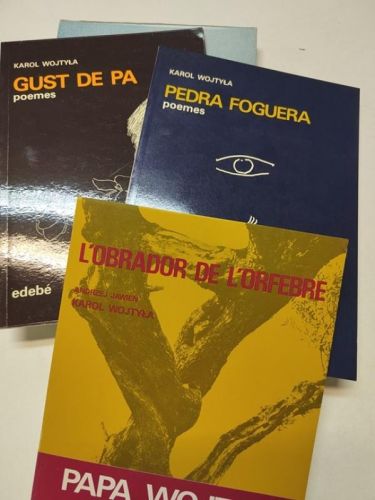 KAROL WOJTYŁA
GUST DE PA
poemes
edebé
KAROL WOJTYŁA
PEDRA FOGUERA
poemes
L'OBRADOR DE L'ORFEBRE
ANDRZEJ JAWIEŃ
KAROL WOJTYŁA
PAPA